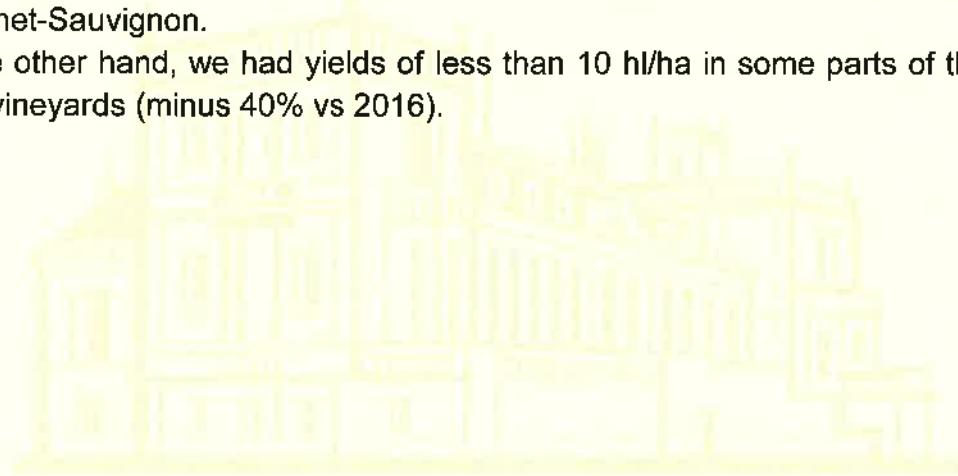 net-Sauvignon.
other hand, we had yields of less than 10 hl/ha in some parts of
vineyards (minus 40% vs 2016).